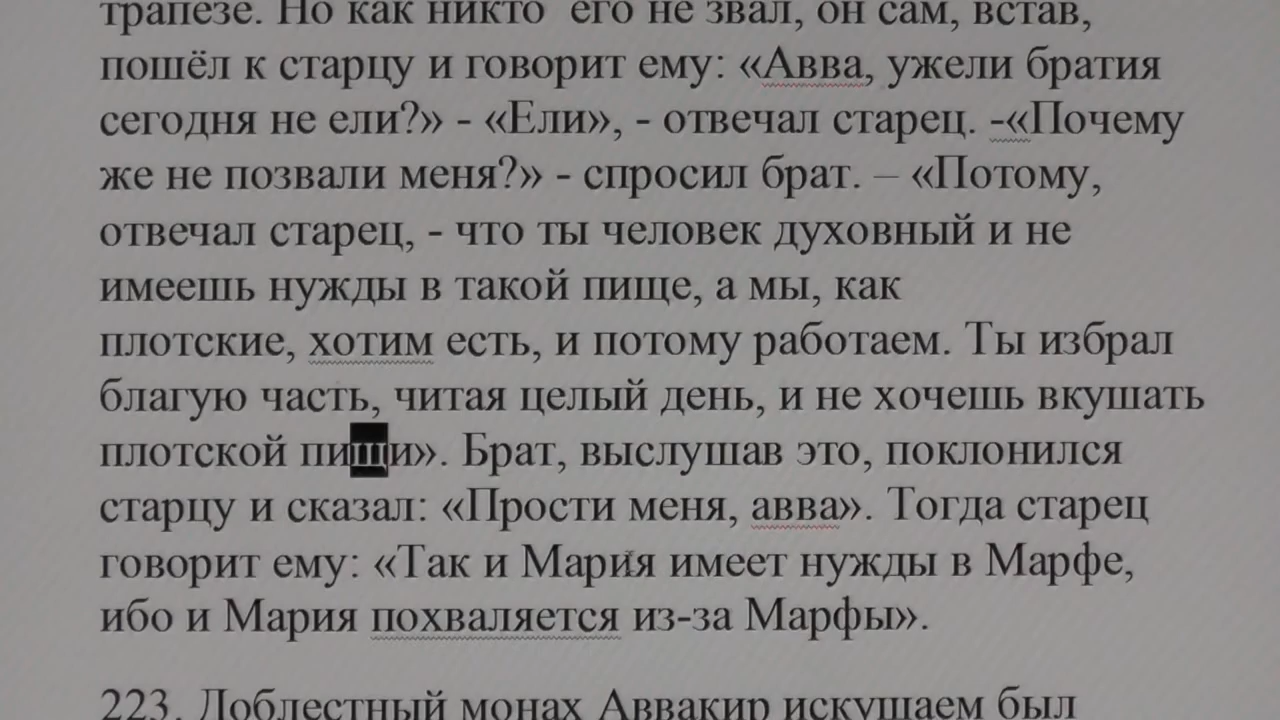 трапезе. Но как никто его не звал, он сам, встав,
пошёл к старцу и говорит ему: «Авва, ужели братия
сегодня не ели?» - «Ели», - отвечал старец. -«Почему
же не позвали меня?» - спросил брат. – «Потому,
отвечал старец, - что ты человек духовный и не
имеешь нужды в такой пище, а мы, как
плотские, хотим есть, и потому работаем. Ты избрал
благую часть, читая целый день, и не хочешь вкушать
плотской пищи». Брат, выслушав это, поклонился
старцу и сказал: «Прости меня, авва». Тогда старец
говорит ему: «Так и Мария имеет нужды в Марфе,
ибо и Мария похваляется из-за Марфы».
223. Доблестный монах Аввакир искушаем был